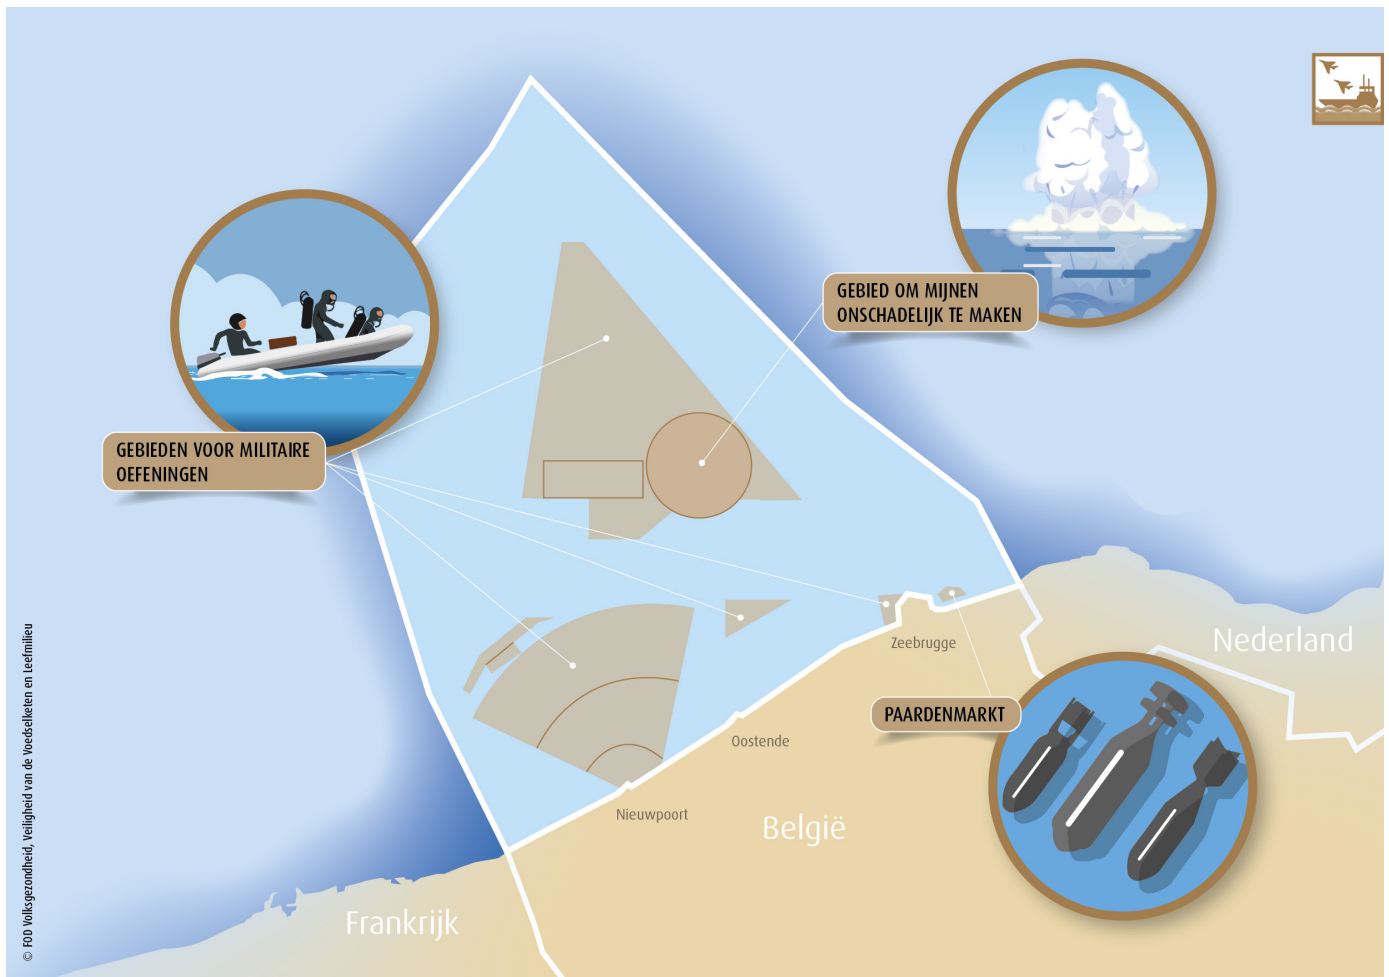 GEBIED OM MIJNEN
ONSCHADELIJK TE MAKEN
GEBIEDEN VOOR MILITAIRE
OEFENINGEN
Zeebrugge
Nederland
PAARDENMARKT
Oostende
Nieuwpoort
België
Frankrijk
© FOD Volksgezondheid, Veiligheid van de Voedselketen en Leefmilieu